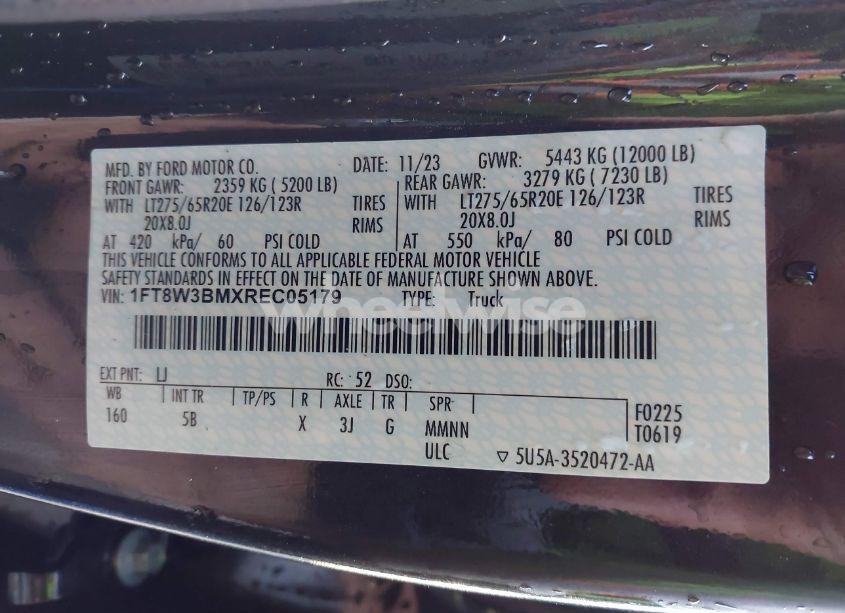 MFD. BY FORD MOTOR CO. DATE: 11/23 GVWR: 5443 KG (12000 LB)
FRONT GAWR: 2359 KG ( 5200 LB) REAR GAWR: 3279 KG ( 7230 LB)
WITH LT275/65R20E 126/123R TIRES WITH LT275/65R20E 126/123R TIRES
20X8.0J RIMS 20X8.0J RIMS
AT 420 kPa/ 60 PSI COLD AT 550 kPa/ 80 PSI COLD
THIS VEHICLE CONFORMS TO ALL APPLICABLE FEDERAL MOTOR VEHICLE
SAFETY STANDARDS IN EFFECT ON THE DATE OF MANUFACTURE SHOWN ABOVE.
VIN: 1FT8W3BMXREC05179 TYPE: Truck
wheelwise
EXT PNT: UJ RC: 52 DSO:
WB INT TR TP/PS R AXLE TR SPR F0225
160 5B X 3J G MMNN T0619
ULC ▽ 5U5A-3520472-AA